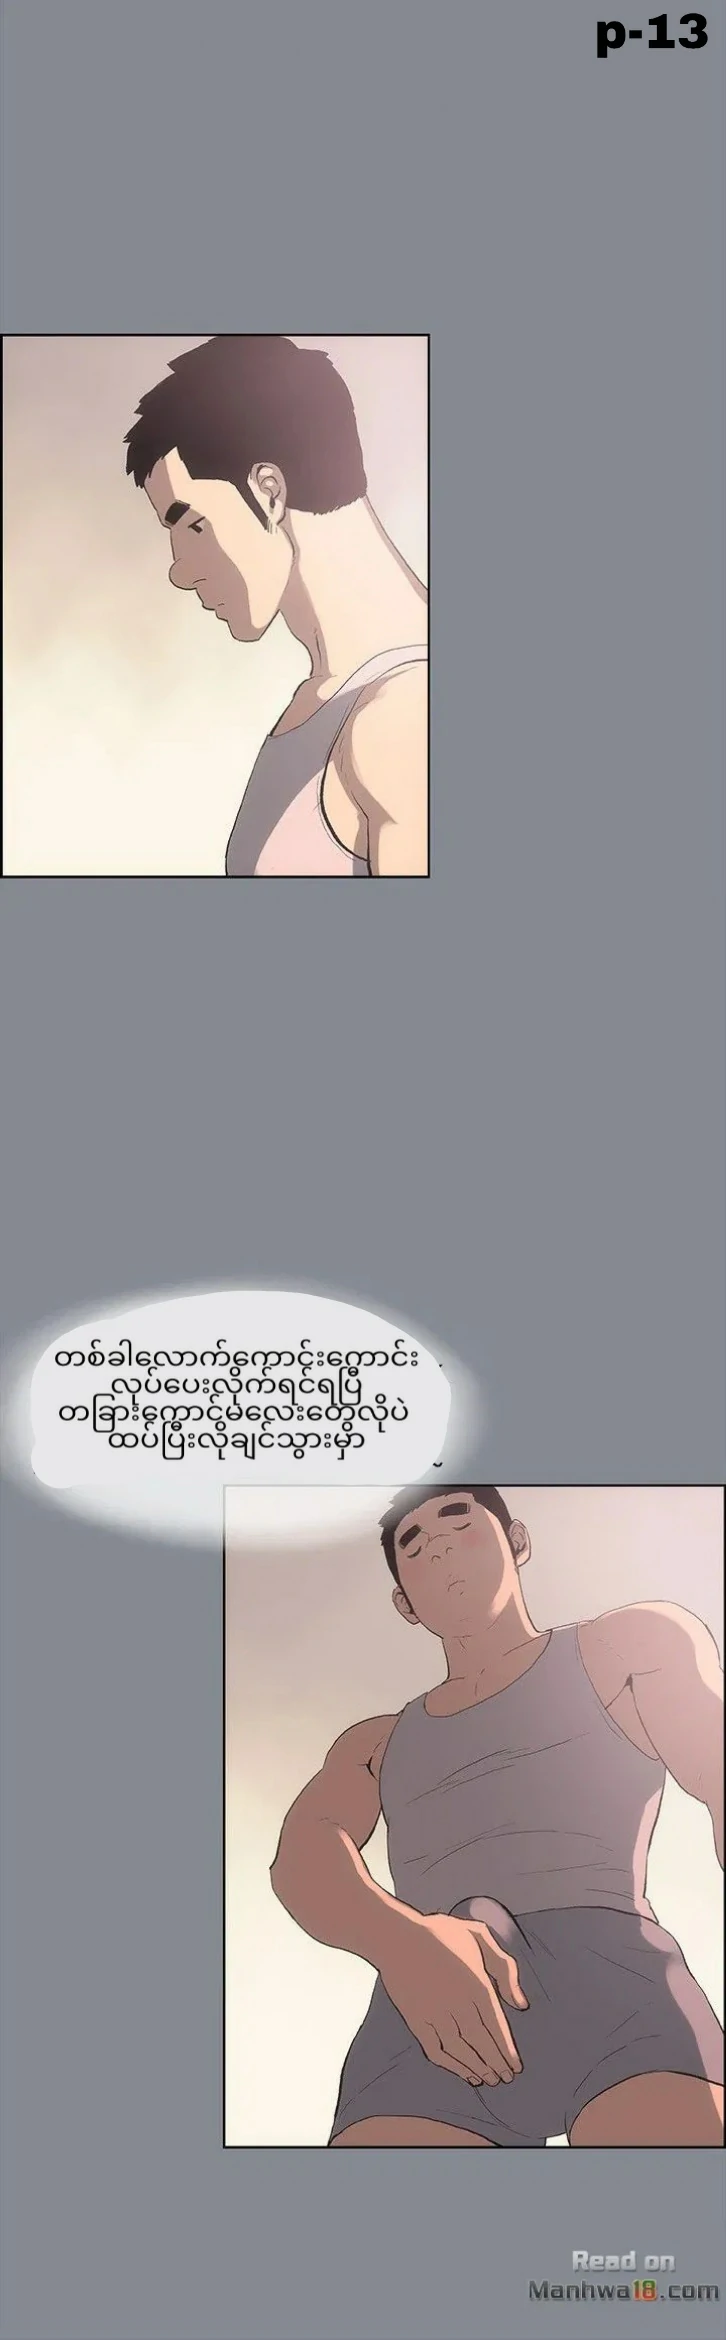 p-13
တစ်ခါလောက်ကောင်းကောင်း
လုပ်ပေးလိုက်ရင်ရပြီ
တခြားကောင်မလေးတွေလိုပဲ
ထပ်ပြီးလိုချင်သွားမှာ
Read on
Manhwa18.com